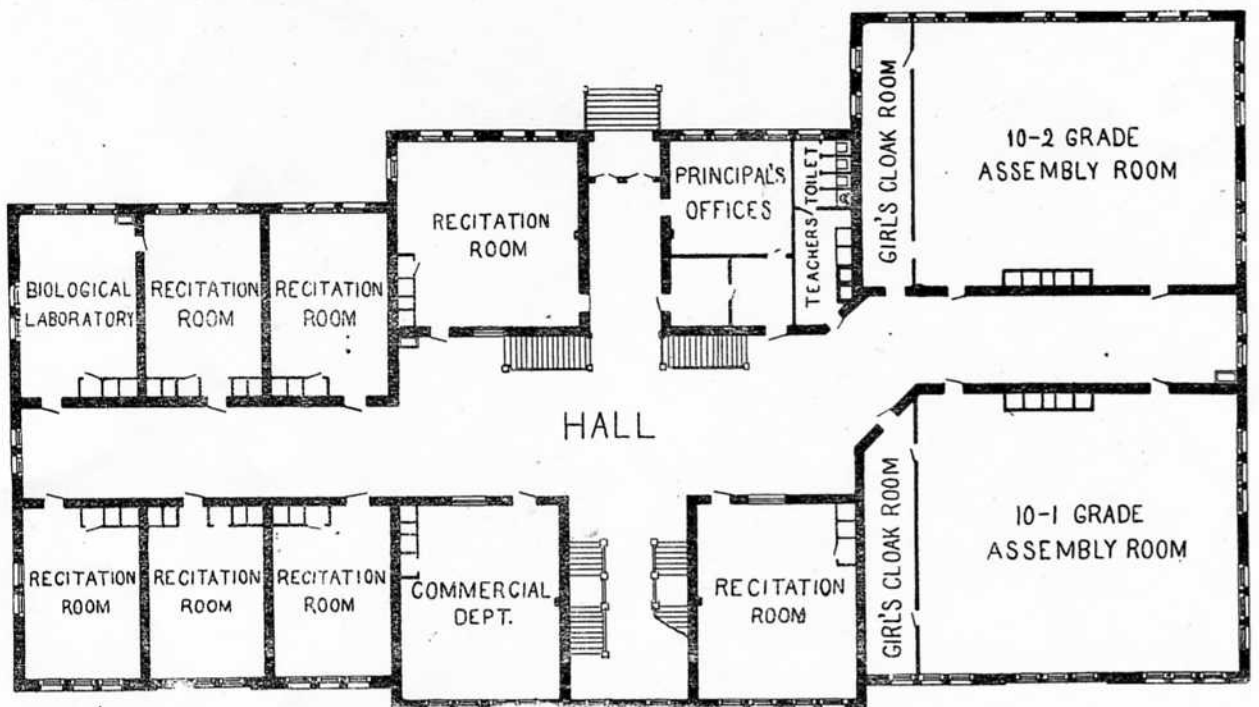 GIRL'S CLOAK ROOM
10-2 GRADE
ASSEMBLY ROOM
PRINCIPAL'S
OFFICES
TEACHERS' TOILET
RECITATION
ROOM
BIOLOGICAL
LABORATORY
RECITATION
ROOM
RECITATION
ROOM
HALL
GIRL'S CLOAK ROOM
10-1 GRADE
ASSEMBLY ROOM
RECITATION
ROOM
RECITATION
ROOM
RECITATION
ROOM
COMMERCIAL
DEPT.
RECITATION
ROOM